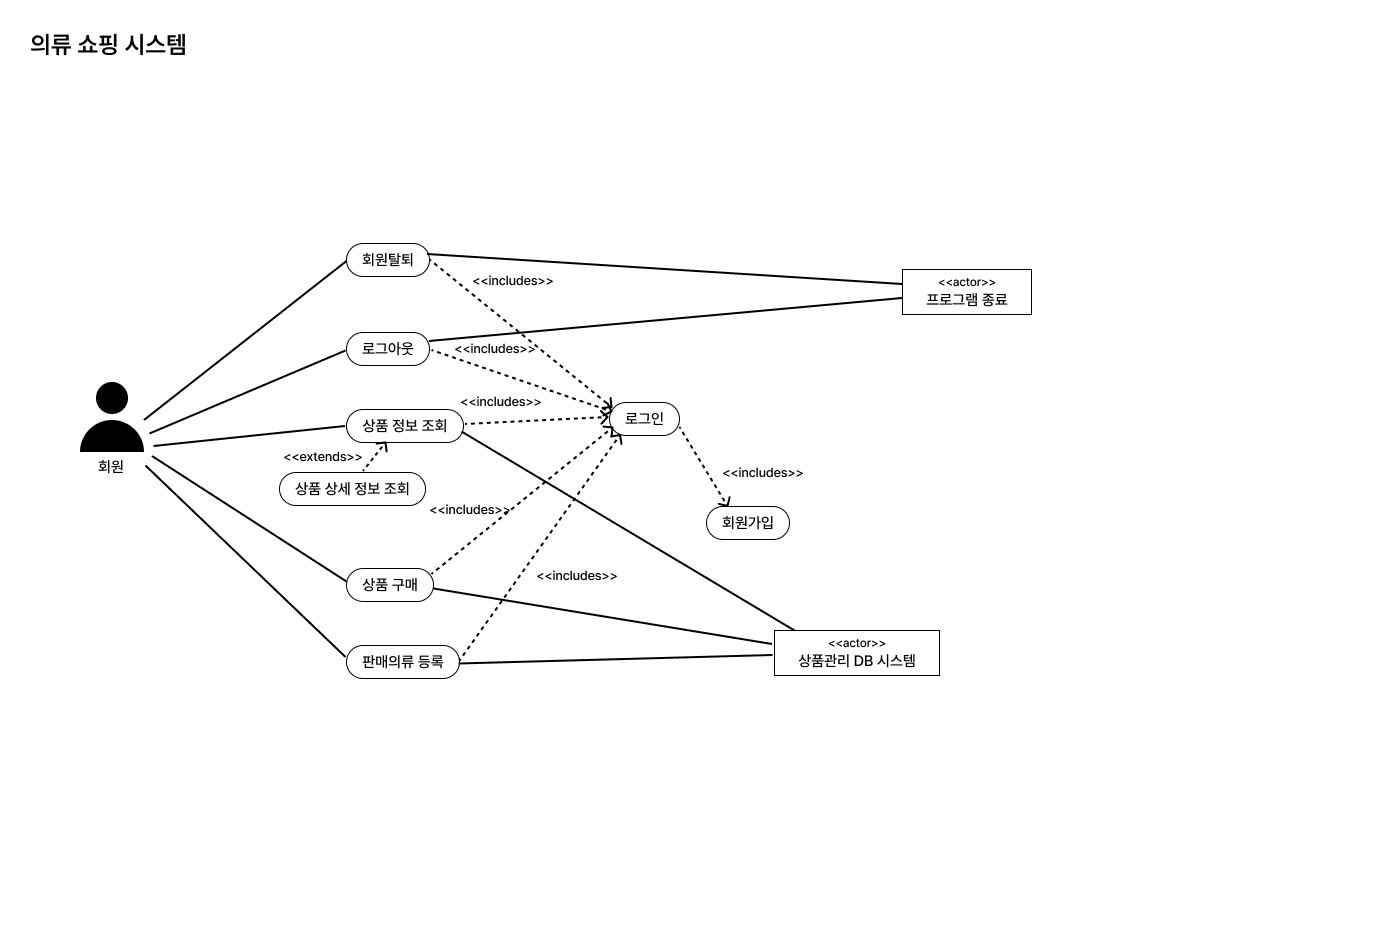 의류 쇼핑 시스템
회원탈퇴
<<includes>>
<<actor>>
프로그램 종료
로그아웃
<<includes>>
상품 정보 조회
<<includes>>
로그인
회원
<<extends>>
상품 상세 정보 조회
<<includes>>
<<includes>>
회원가입
상품 구매
<<includes>>
판매의류 등록
<<actor>>
상품관리 DB 시스템